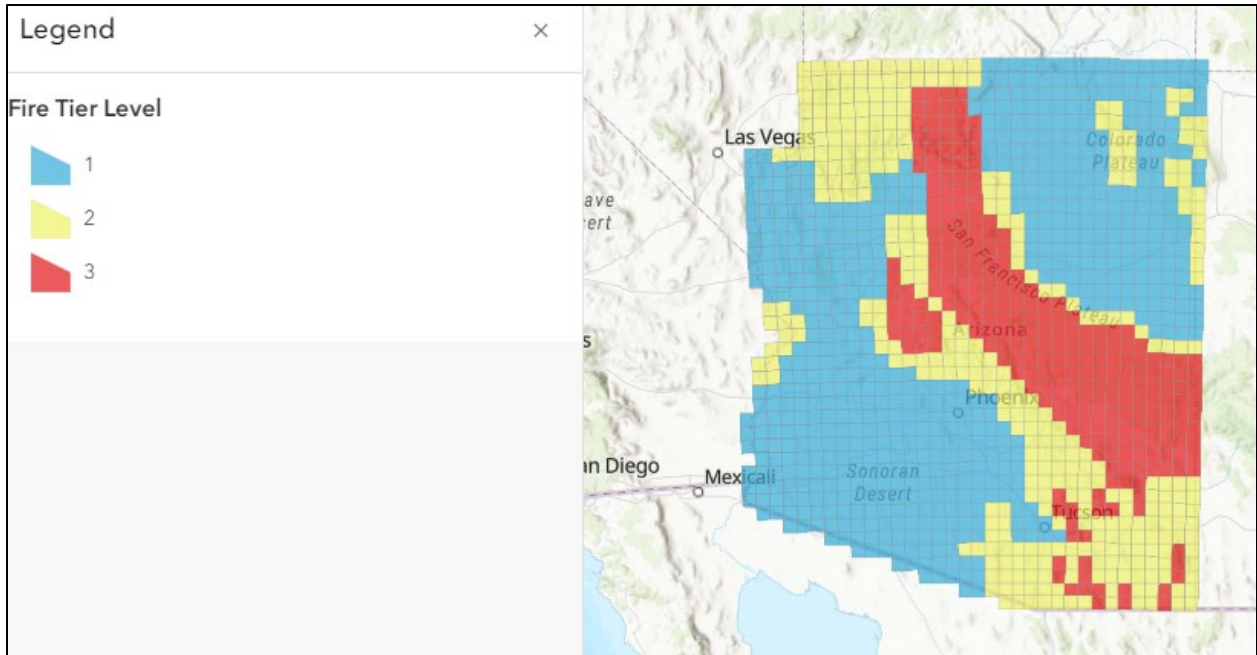 Legend
×
Fire Tier Level
1
2
3
Las Vegas
Colorado
Plateau
ave
ert
San Francisco Plateau
s
Arizona
Phoenix
Sonoran
Desert
n Diego
Mexicali
Tucson